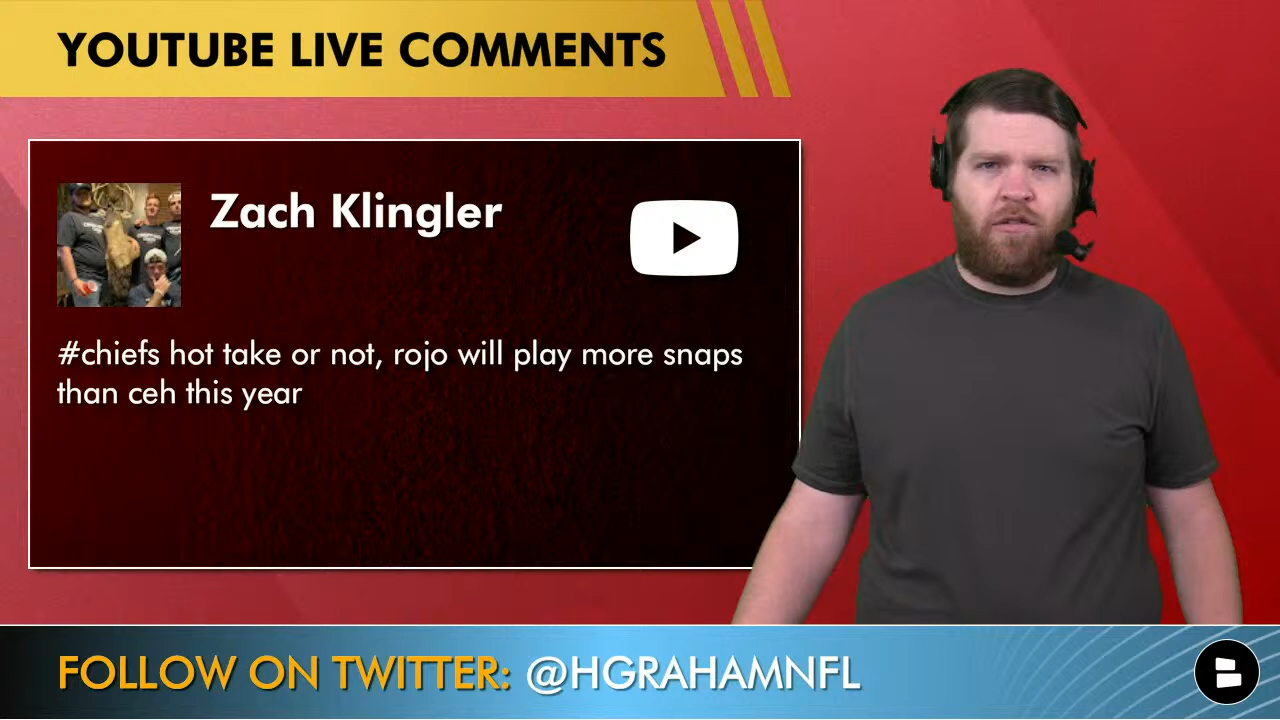 YOUTUBE LIVE COMMENTS
Zach Klingler
#chiefs hot take or not, rojo will play more snaps
than ceh this year
FOLLOW ON TWITTER: @HGRAHAMNFL